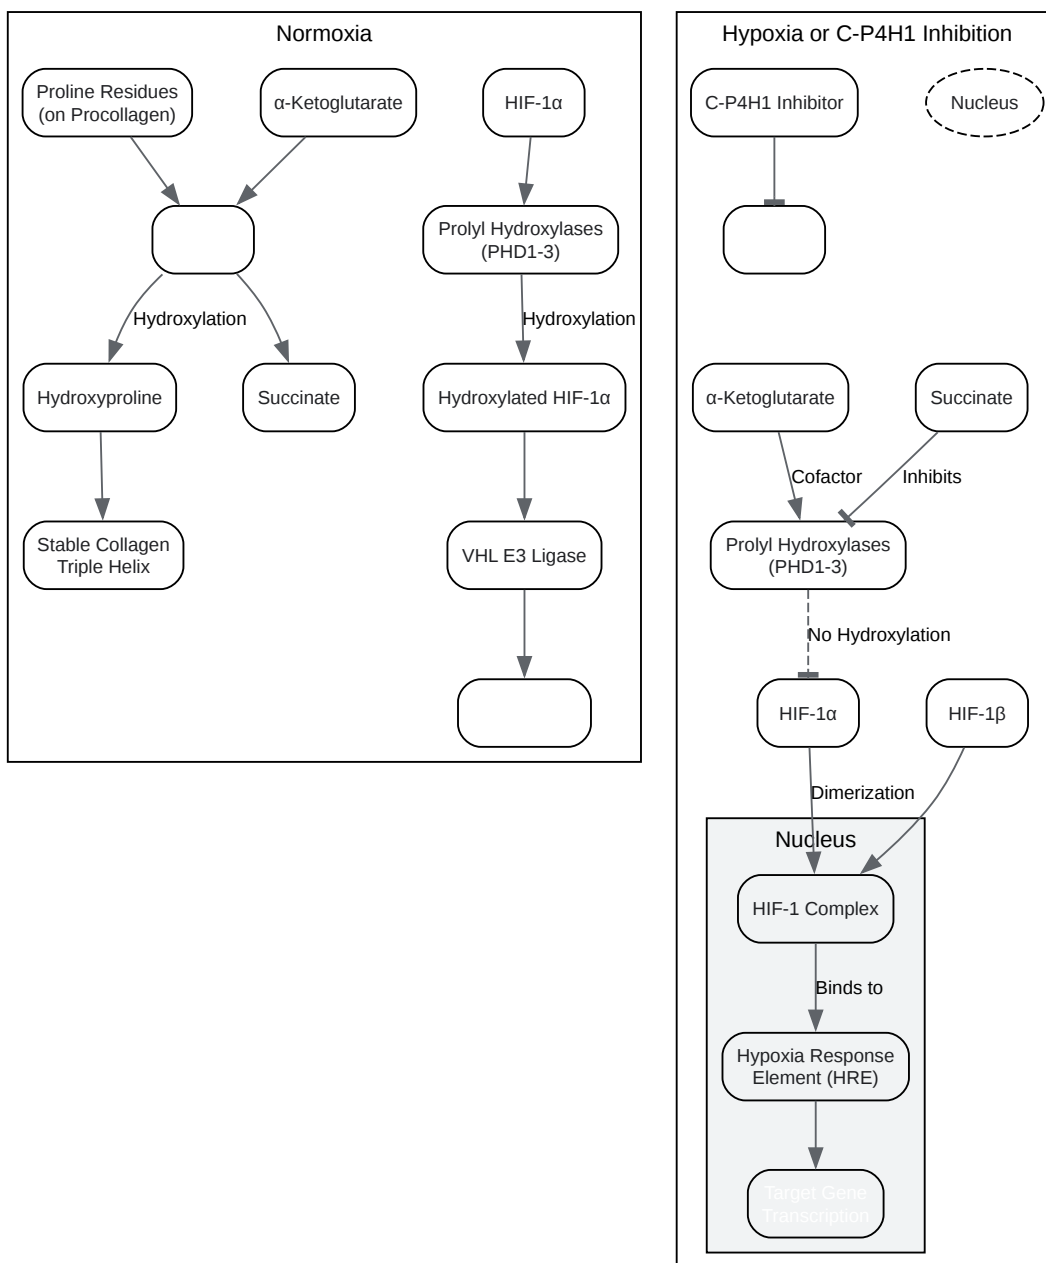 Normoxia
Proline Residues
(on Procollagen)
α-Ketoglutarate
HIF-1α
Prolyl Hydroxylases
(PHD1-3)
Hydroxylation
Hydroxylation
Hydroxyproline
Succinate
Hydroxylated HIF-1α
Stable Collagen
Triple Helix
VHL E3 Ligase
Hypoxia or C-P4H1 Inhibition
C-P4H1 Inhibitor
Nucleus
α-Ketoglutarate
Succinate
Cofactor
Inhibits
Prolyl Hydroxylases
(PHD1-3)
No Hydroxylation
HIF-1α
HIF-1β
Dimerization
Nucleus
HIF-1 Complex
Binds to
Hypoxia Response
Element (HRE)
Target Gene
Transcription